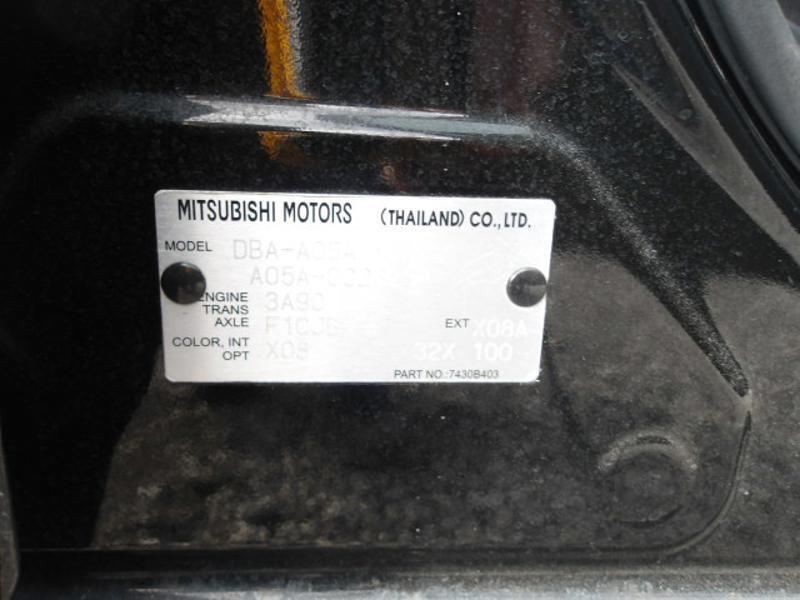 MITSUBISHI MOTORS (THAILAND) CO., LTD.
MODEL DBA-A05A
ENGINE 3A90
TRANS
AXLE EXT X08A
COLOR, INT
OPT X08 32X 100
PART NO.:7430B403